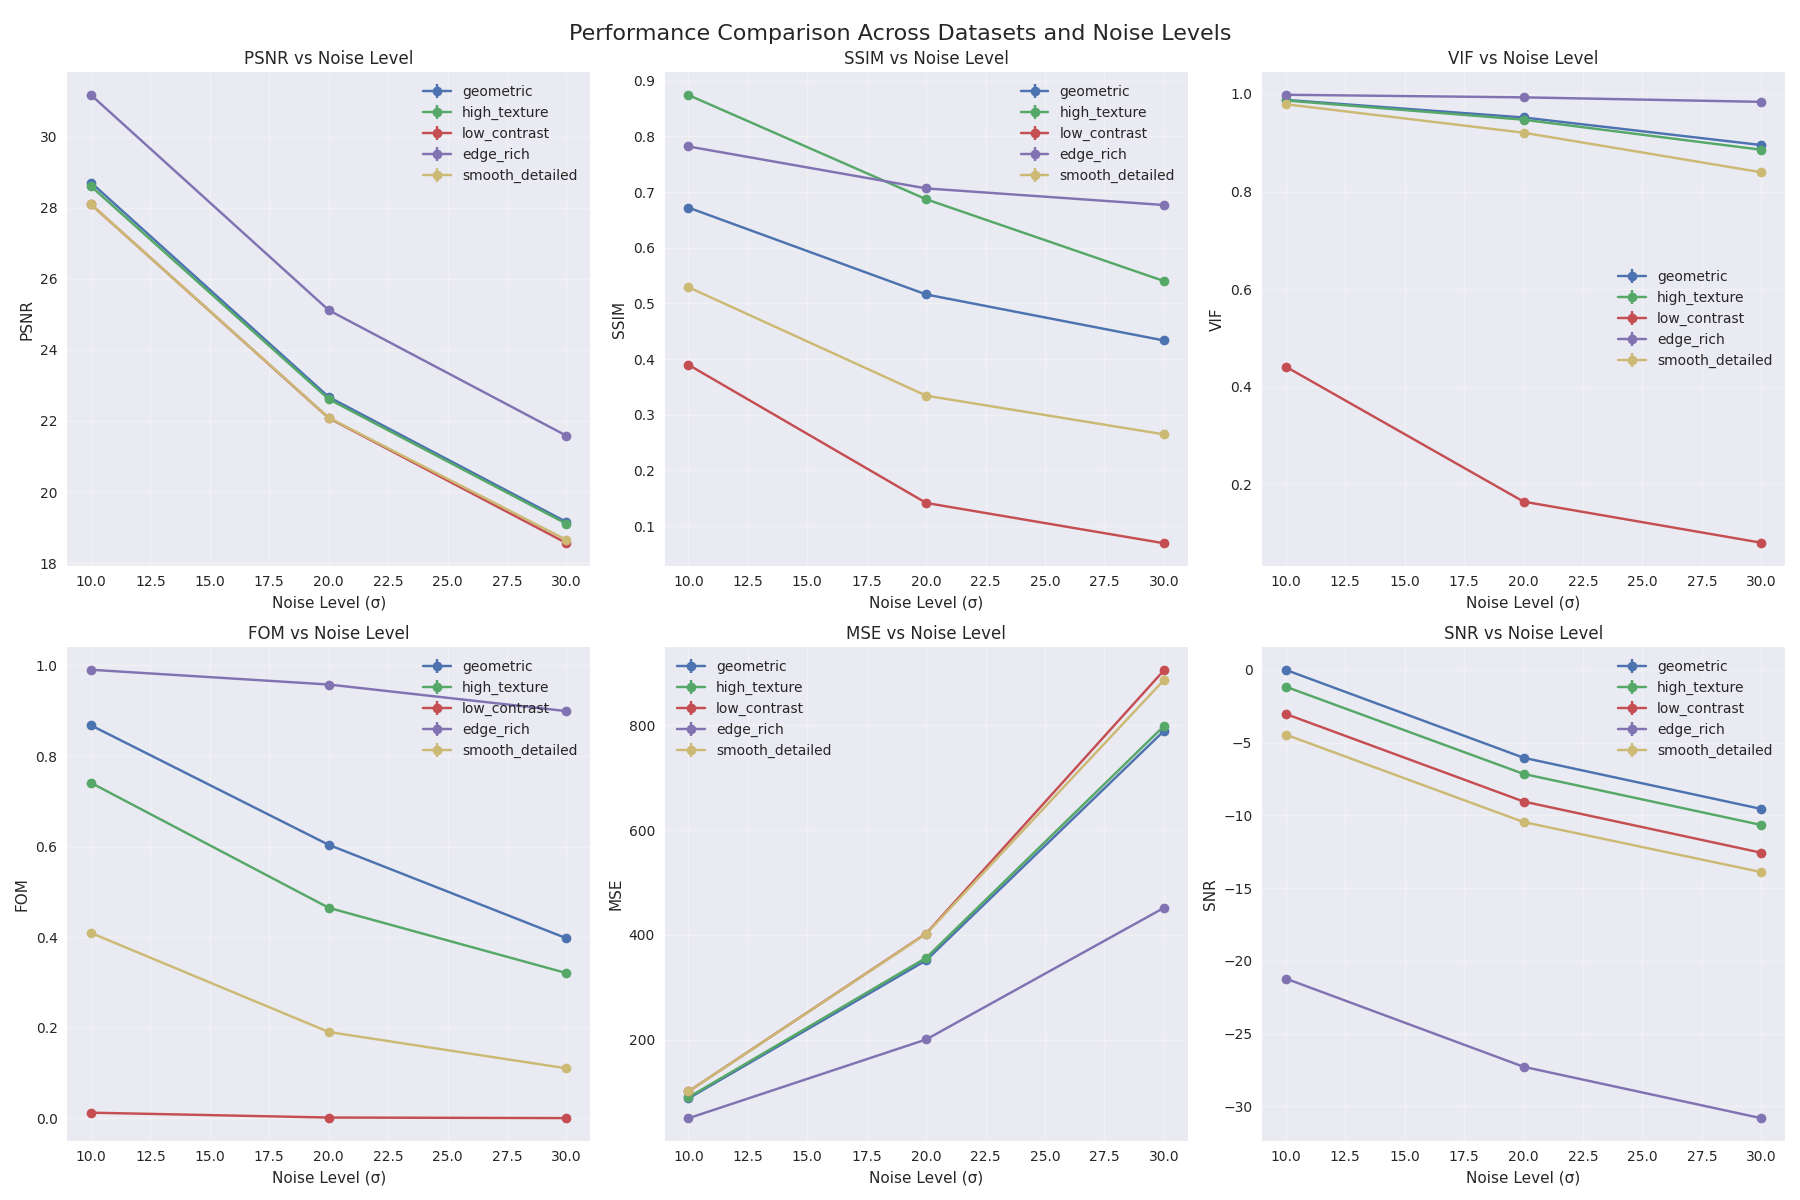 Performance Comparison Across Datasets and Noise Levels
PSNR vs Noise Level
PSNR
30
28
26
24
22
20
18
geometric
high_texture
low_contrast
edge_rich
smooth_detailed
10.0 12.5 15.0 17.5 20.0 22.5 25.0 27.5 30.0
Noise Level (σ)
SSIM vs Noise Level
SSIM
0.9
0.8
0.7
0.6
0.5
0.4
0.3
0.2
0.1
geometric
high_texture
low_contrast
edge_rich
smooth_detailed
10.0 12.5 15.0 17.5 20.0 22.5 25.0 27.5 30.0
Noise Level (σ)
VIF vs Noise Level
VIF
1.0
0.8
0.6
0.4
0.2
geometric
high_texture
low_contrast
edge_rich
smooth_detailed
10.0 12.5 15.0 17.5 20.0 22.5 25.0 27.5 30.0
Noise Level (σ)
FOM vs Noise Level
FOM
1.0
0.8
0.6
0.4
0.2
0.0
geometric
high_texture
low_contrast
edge_rich
smooth_detailed
10.0 12.5 15.0 17.5 20.0 22.5 25.0 27.5 30.0
Noise Level (σ)
MSE vs Noise Level
MSE
800
600
400
200
geometric
high_texture
low_contrast
edge_rich
smooth_detailed
10.0 12.5 15.0 17.5 20.0 22.5 25.0 27.5 30.0
Noise Level (σ)
SNR vs Noise Level
SNR
0
−5
−10
−15
−20
−25
−30
geometric
high_texture
low_contrast
edge_rich
smooth_detailed
10.0 12.5 15.0 17.5 20.0 22.5 25.0 27.5 30.0
Noise Level (σ)